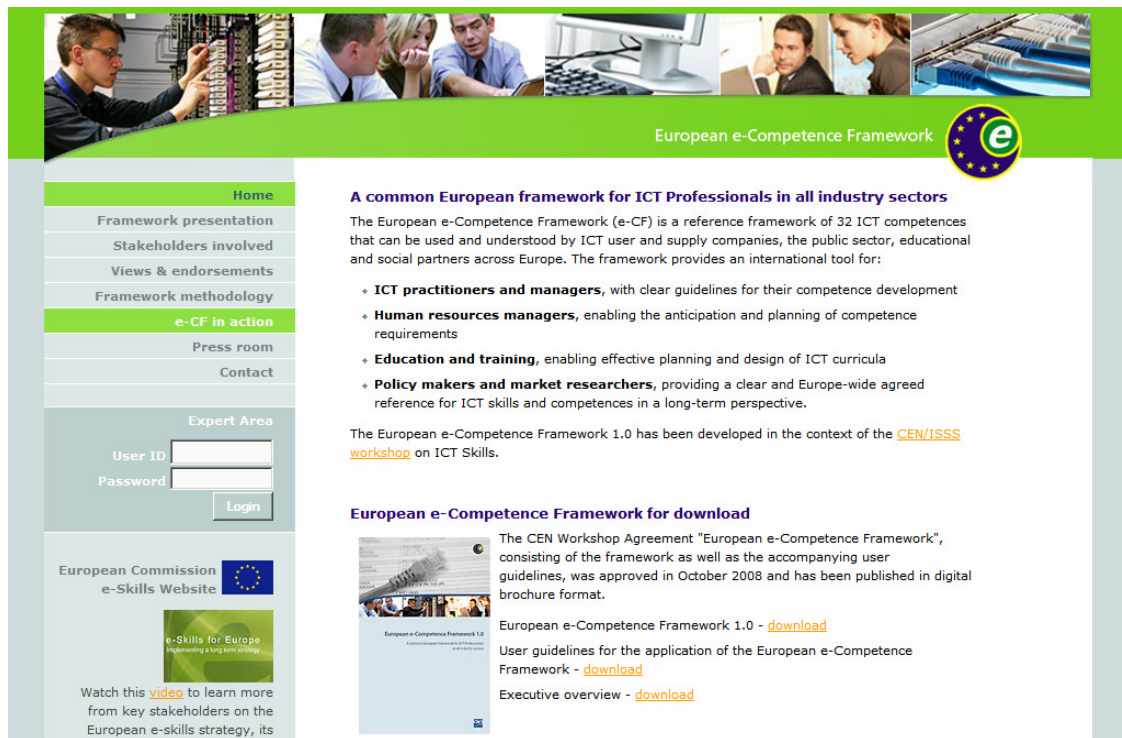 European e-Competence Framework
e
Home
Framework presentation
Stakeholders involved
Views & endorsements
Framework methodology
e-CF in action
Press room
Contact
Expert Area
User ID
Password
Login
European Commission
e-Skills Website
e-Skills for Europe
Implementing a long term strategy
Watch this video to learn more
from key stakeholders on the
European e-skills strategy, its
A common European framework for ICT Professionals in all industry sectors
The European e-Competence Framework (e-CF) is a reference framework of 32 ICT competences
that can be used and understood by ICT user and supply companies, the public sector, educational
and social partners across Europe. The framework provides an international tool for:
ICT practitioners and managers, with clear guidelines for their competence development
Human resources managers, enabling the anticipation and planning of competence
requirements
Education and training, enabling effective planning and design of ICT curricula
Policy makers and market researchers, providing a clear and Europe-wide agreed
reference for ICT skills and competences in a long-term perspective.
The European e-Competence Framework 1.0 has been developed in the context of the CEN/ISSS
workshop on ICT Skills.
European e-Competence Framework for download
European e-Competence Framework 1.0
The CEN Workshop Agreement "European e-Competence Framework",
consisting of the framework as well as the accompanying user
guidelines, was approved in October 2008 and has been published in digital
brochure format.
European e-Competence Framework 1.0 - download
User guidelines for the application of the European e-Competence
Framework - download
Executive overview - download